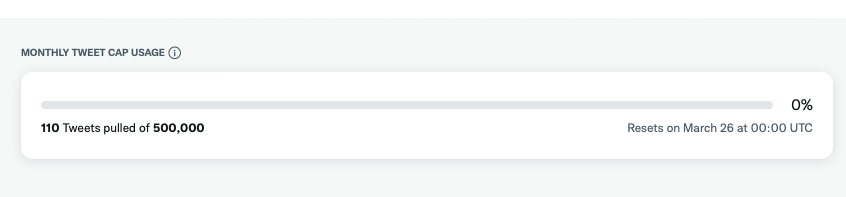 MONTHLY TWEET CAP USAGE
0%
110 Tweets pulled of 500,000
Resets on March 26 at 00:00 UTC